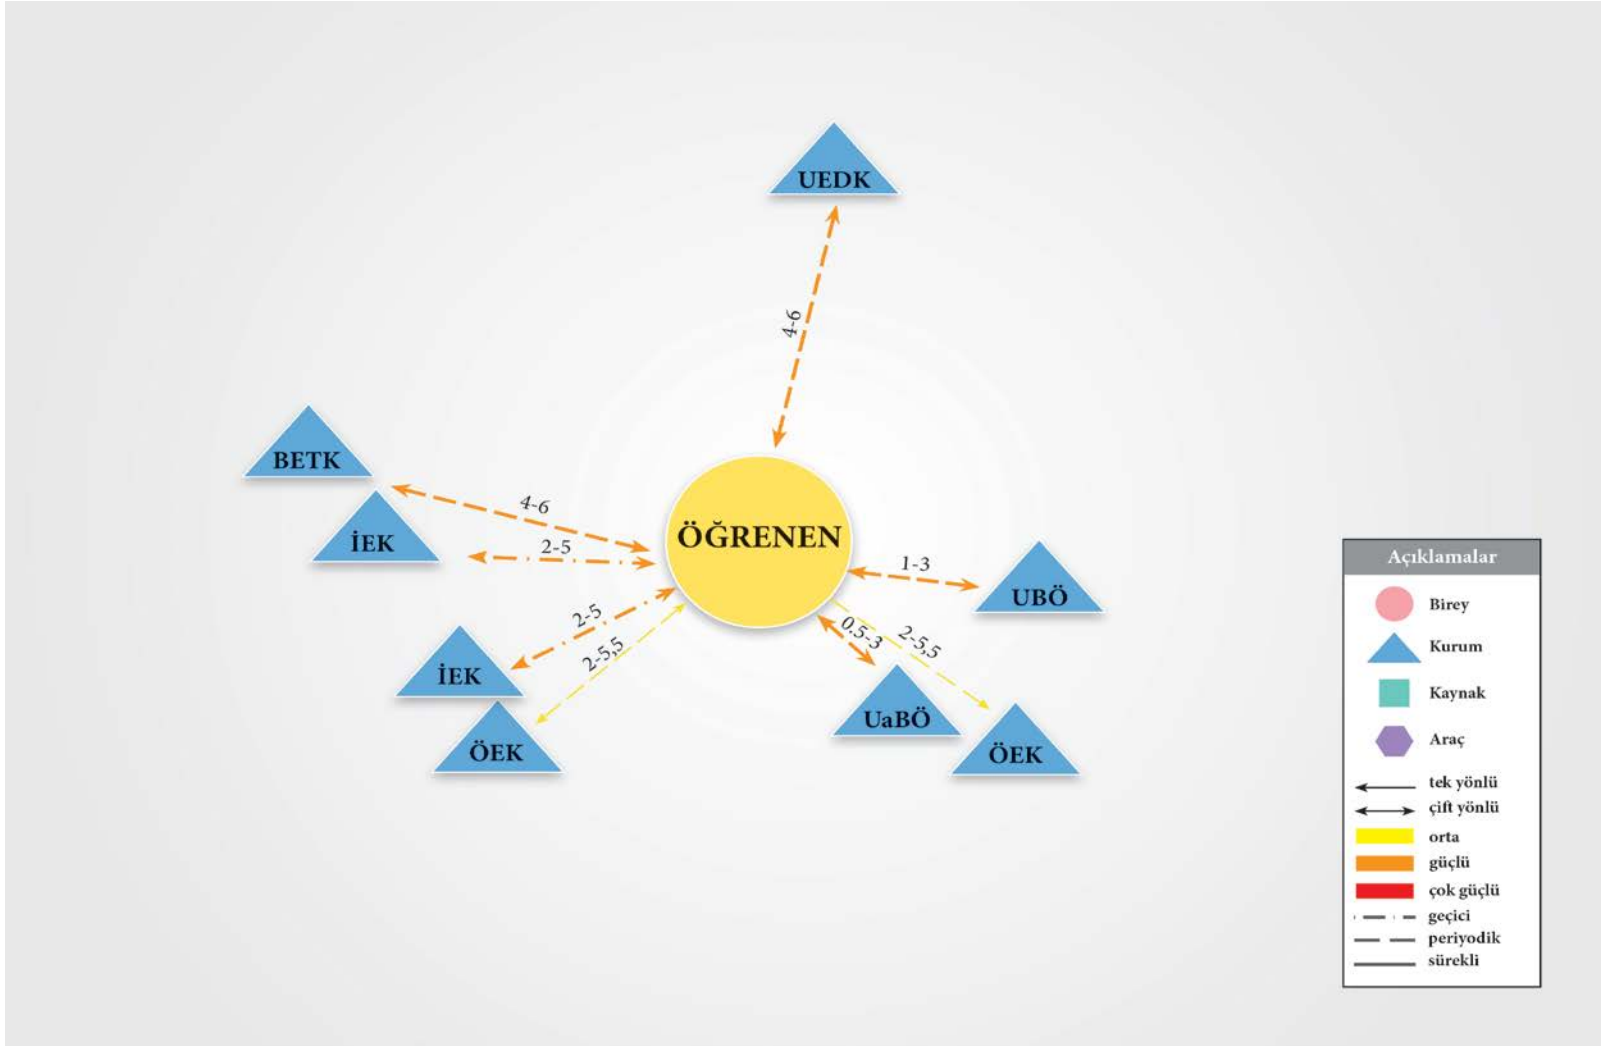 UEDK
4-6
BETK
4-6
İEK
2-5
ÖĞRENEN
1-3
UBÖ
2-5
İEK
2-5,5
ÖEK
0.5-3
UaBÖ
2-5,5
ÖEK
Açıklamalar
Birey
Kurum
Kaynak
Araç
tek yönlü
çift yönlü
orta
güçlü
çok güçlü
geçici
periyodik
sürekli